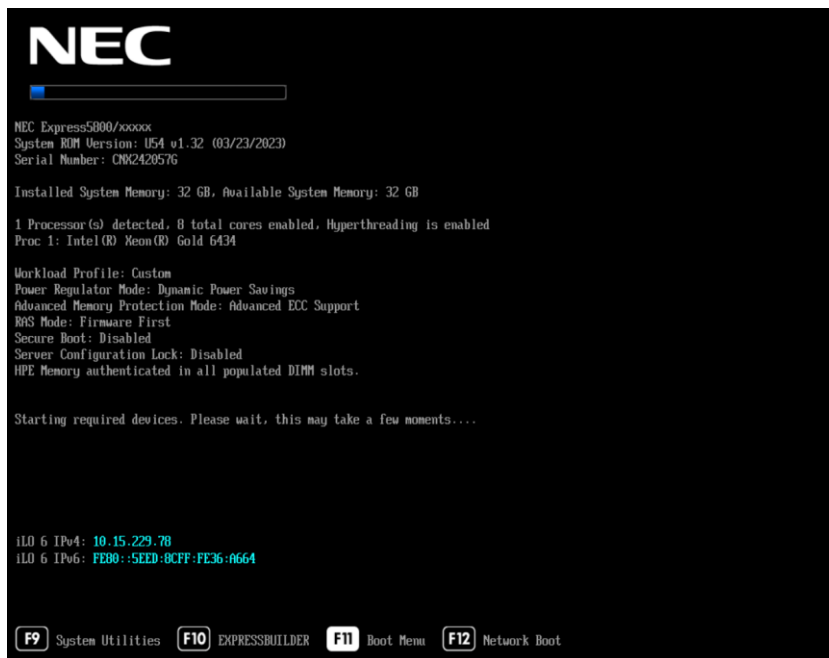 NEC
NEC Express5800/xxxxx
System ROM Version: U54 v1.32 (03/23/2023)
Serial Number: CNX242057G
Installed System Memory: 32 GB, Available System Memory: 32 GB
1 Processor(s) detected, 8 total cores enabled, Hyperthreading is enabled
Proc 1: Intel(R) Xeon(R) Gold 6434
Workload Profile: Custom
Power Regulator Mode: Dynamic Power Savings
Advanced Memory Protection Mode: Advanced ECC Support
RAS Mode: Firmware First
Secure Boot: Disabled
Server Configuration Lock: Disabled
HPE Memory authenticated in all populated DIMM slots.
Starting required devices. Please wait, this may take a few moments....
iLO 6 IPv4: 10.15.229.78
iLO 6 IPv6: FE80::5EED:8CFF:FE36:A664
F9 System Utilities F10 EXPRESSBUILDER F11 Boot Menu F12 Network Boot